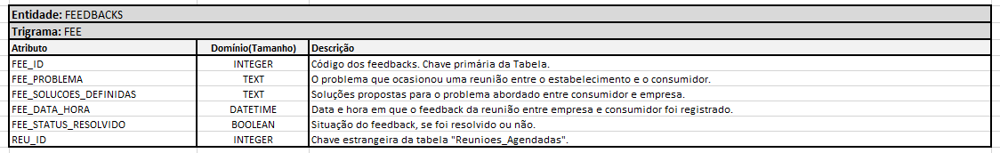 Entidade: FEEDBACKS
Trigrama: FEE
Atributo Domínio(Tamanho) Descrição
FEE_ID INTEGER Código dos feedbacks. Chave primária da Tabela.
FEE_PROBLEMA TEXT O problema que ocasionou uma reunião entre o estabelecimento e o consumidor.
FEE_SOLUCOES_DEFINIDAS TEXT Soluções propostas para o problema abordado entre consumidor e empresa.
FEE_DATA_HORA DATETIME Data e hora em que o feedback da reunião entre empresa e consumidor foi registrado.
FEE_STATUS_RESOLVIDO BOOLEAN Situação do feedback, se foi resolvido ou não.
REU_ID INTEGER Chave estrangeira da tabela "Reunioes_Agendadas".